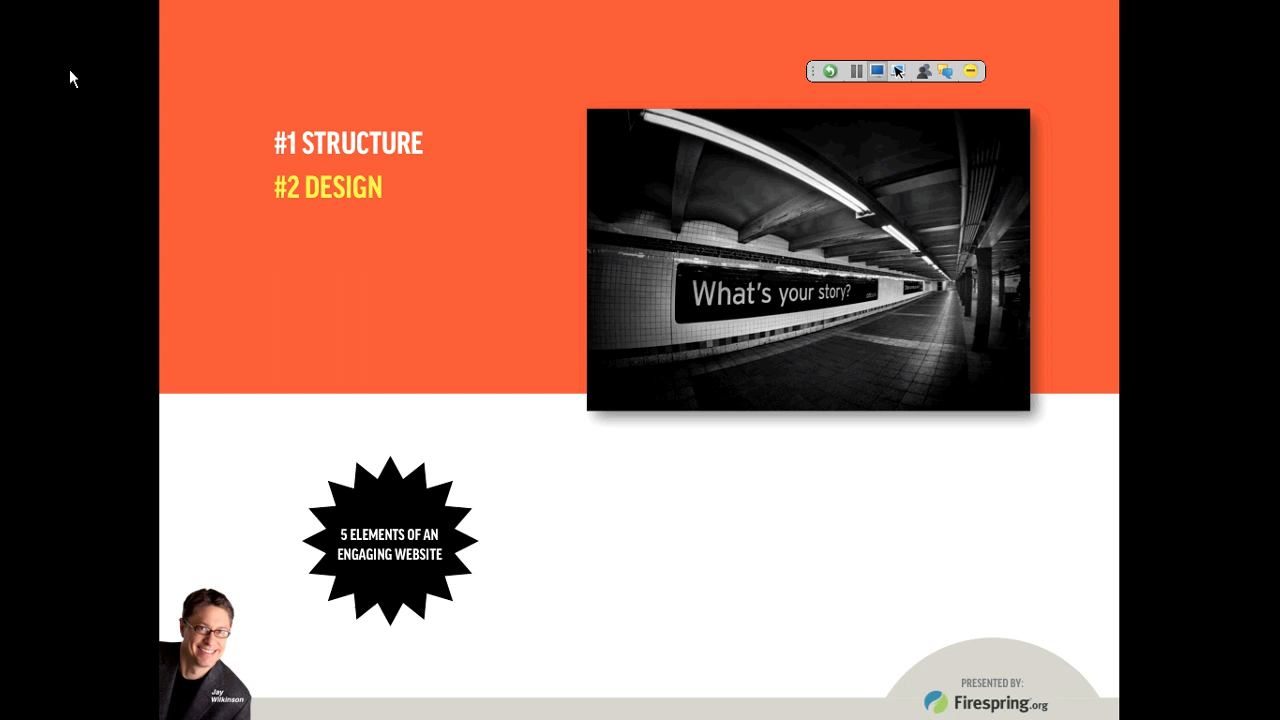 #1 STRUCTURE
#2 DESIGN
What's your story?
5 ELEMENTS OF AN
ENGAGING WEBSITE
Jay
Wilkinson
PRESENTED BY:
Firespring.org